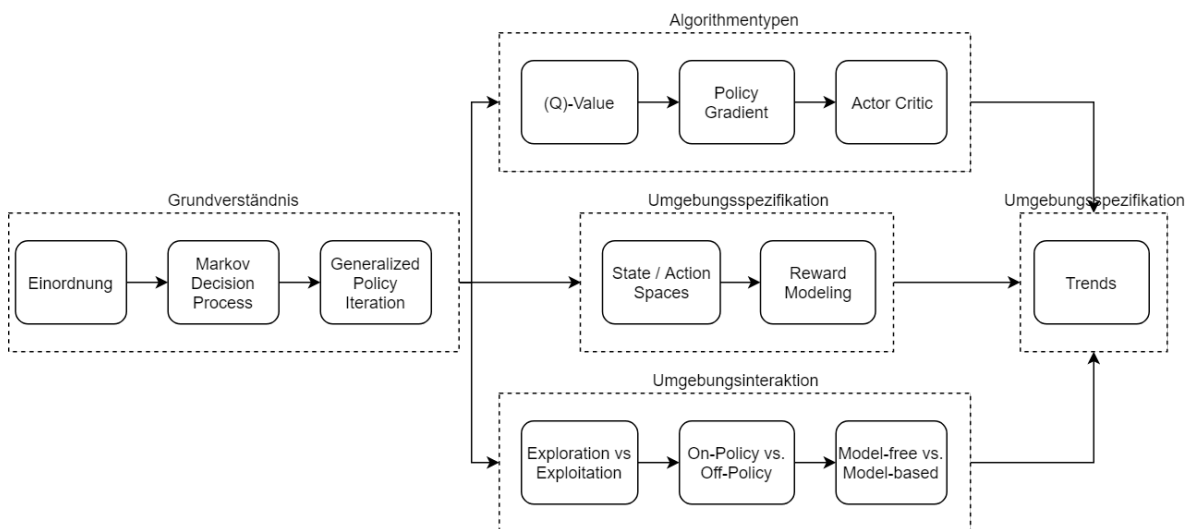 Algorithmentypen
(Q)-Value
Policy
Gradient
Actor Critic
Grundverständnis
Einordnung
Markov
Decision
Process
Generalized
Policy
Iteration
Umgebungsspezifikation
State / Action
Spaces
Reward
Modeling
Umgebungsspezifikation
Trends
Umgebungsinteraktion
Exploration vs
Exploitation
On-Policy vs.
Off-Policy
Model-free vs.
Model-based